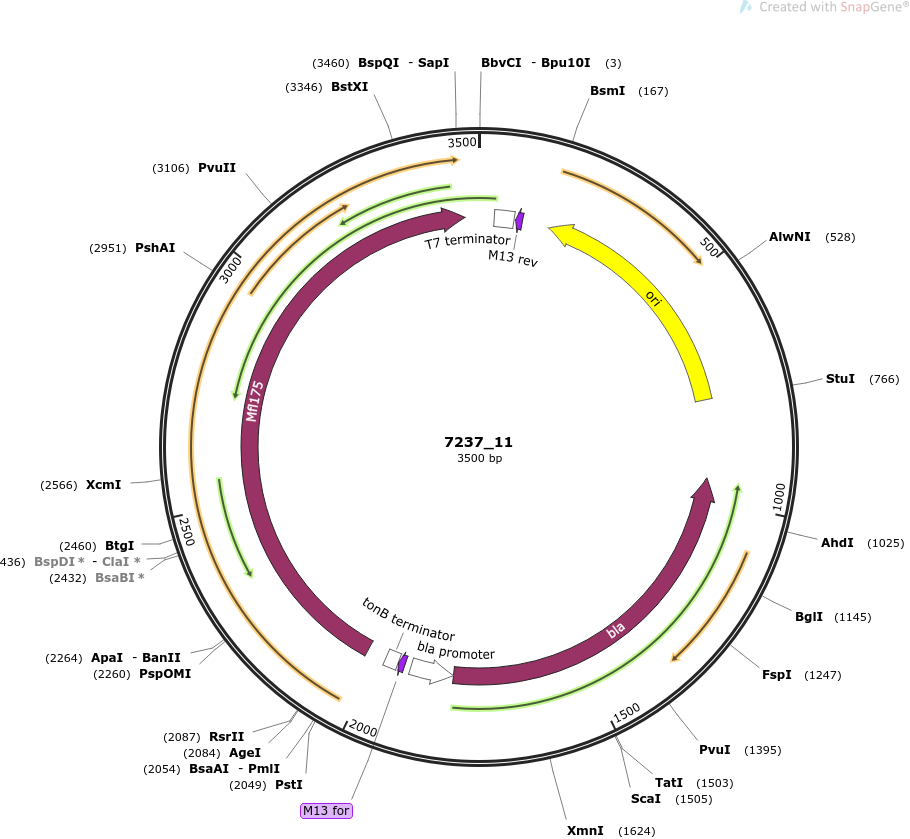 Created with SnapGene®
(3460) BspQI - SapI
BbvCI - Bpu10I (3)
(3346) BstXI
BsmI (167)
3500
(3106) PvuII
T7 terminator
M13 rev
AlwNI (528)
500
(2951) PshAI
3000
ori
StuI (766)
Mfl175
7237_11
3500 bp
(2566) XcmI
1000
2500
(2460) BtgI
436) BspDI * - ClaI *
(2432) BsaBI *
AhdI (1025)
BglI (1145)
tonB terminator
bla promoter
bla
(2264) ApaI - BanII
(2260) PspOMI
FspI (1247)
1500
2000
(2087) RsrII
(2084) AgeI
(2054) BsaAI - PmlI
(2049) PstI
PvuI (1395)
TatI (1503)
ScaI (1505)
M13 for
XmnI (1624)